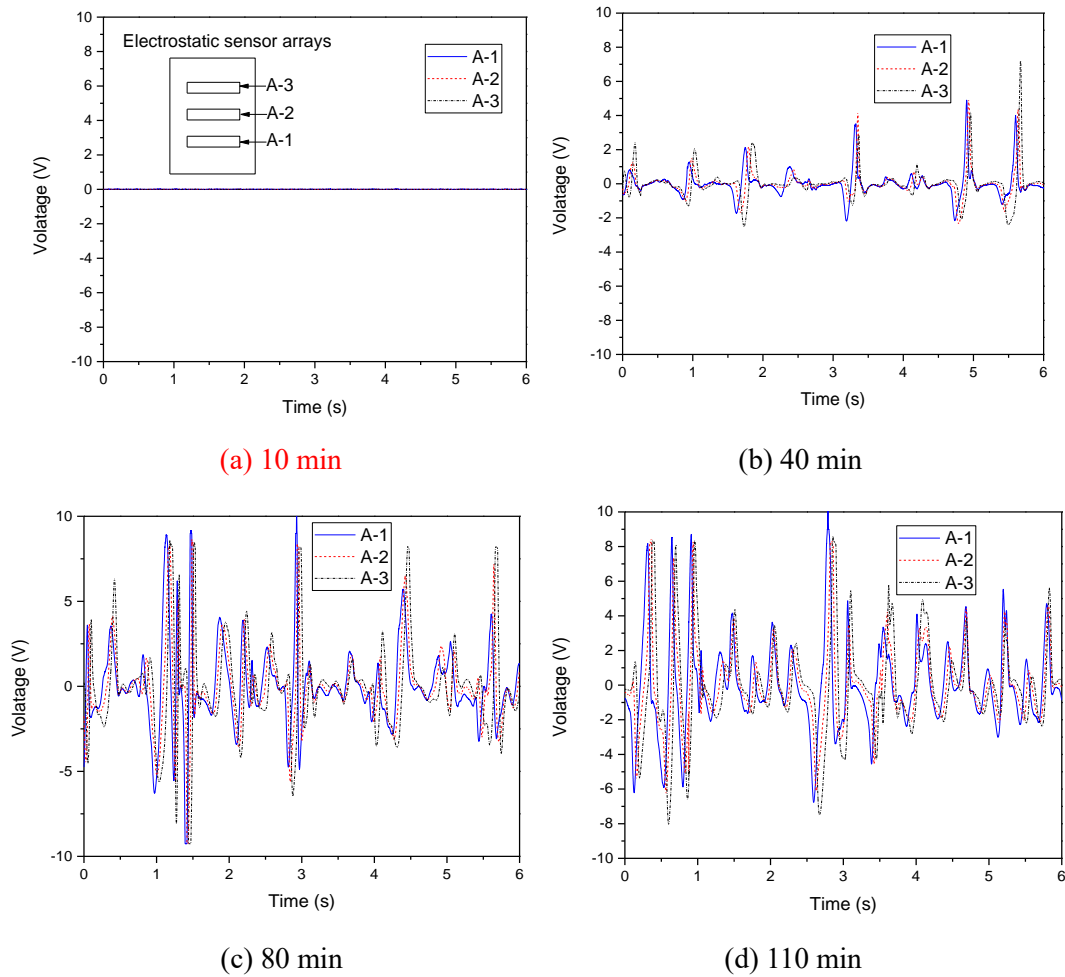 10
8
6
4
2
0
-2
-4
-6
-8
-10
Volatage (V)
Electrostatic sensor arrays
A-3
A-2
A-1
A-1
A-2
A-3
0 1 2 3 4 5 6
Time (s)
(a) 10 min
10
8
6
4
2
0
-2
-4
-6
-8
-10
Volatage (V)
A-1
A-2
A-3
0 1 2 3 4 5 6
Time (s)
(b) 40 min
10
5
0
-5
-10
Volatage (V)
A-1
A-2
A-3
0 1 2 3 4 5 6
Time (s)
(c) 80 min
10
8
6
4
2
0
-2
-4
-6
-8
-10
Volatage (V)
A-1
A-2
A-3
0 1 2 3 4 5 6
Time (s)
(d) 110 min